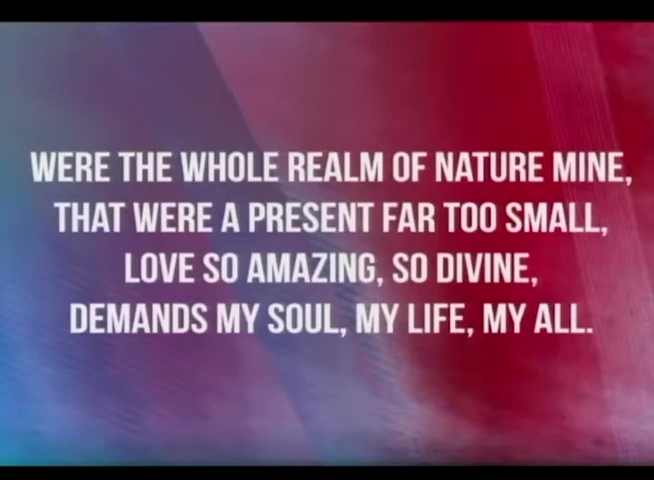 WERE THE WHOLE REALM OF NATURE MINE,
THAT WERE A PRESENT FAR TOO SMALL,
LOVE SO AMAZING, SO DIVINE,
DEMANDS MY SOUL, MY LIFE, MY ALL.